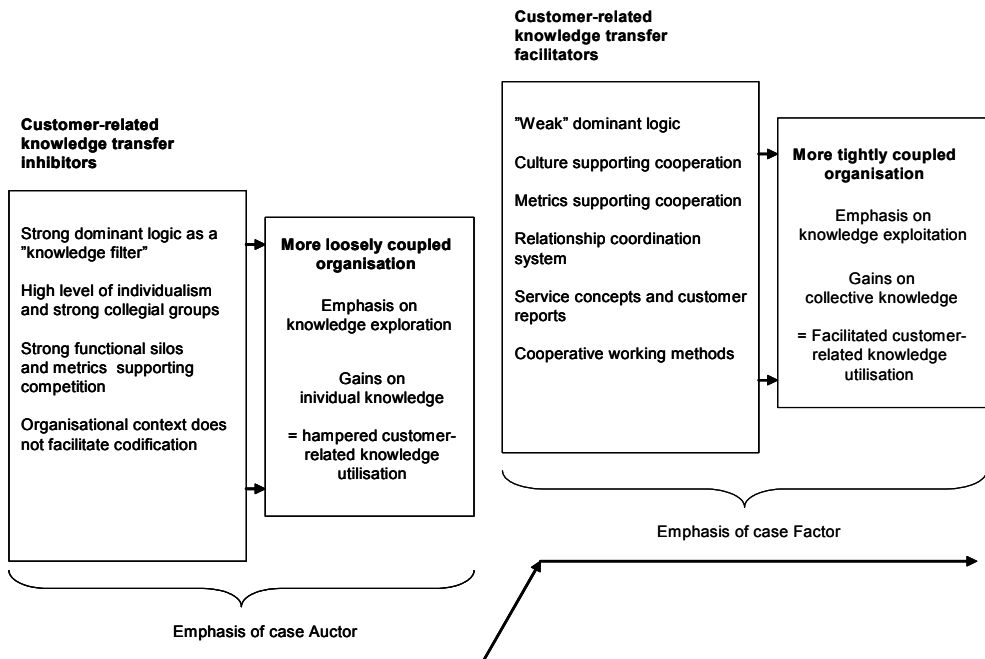 Customer-related
knowledge transfer
inhibitors
Strong dominant logic as a
"knowledge filter"
High level of individualism
and strong collegial groups
Strong functional silos
and metrics supporting
competition
Organisational context does
not facilitate codification
More loosely coupled
organisation
Emphasis on
knowledge exploration
Gains on
inividual knowledge
= hampered customer-
related knowledge
utilisation
Emphasis of case Auctor
Customer-related
knowledge transfer
facilitators
"Weak" dominant logic
Culture supporting cooperation
Metrics supporting cooperation
Relationship coordination
system
Service concepts and customer
reports
Cooperative working methods
More tightly coupled
organisation
Emphasis on
knowledge exploitation
Gains on
collective knowledge
= Facilitated customer-
related knowledge
utilisation
Emphasis of case Factor